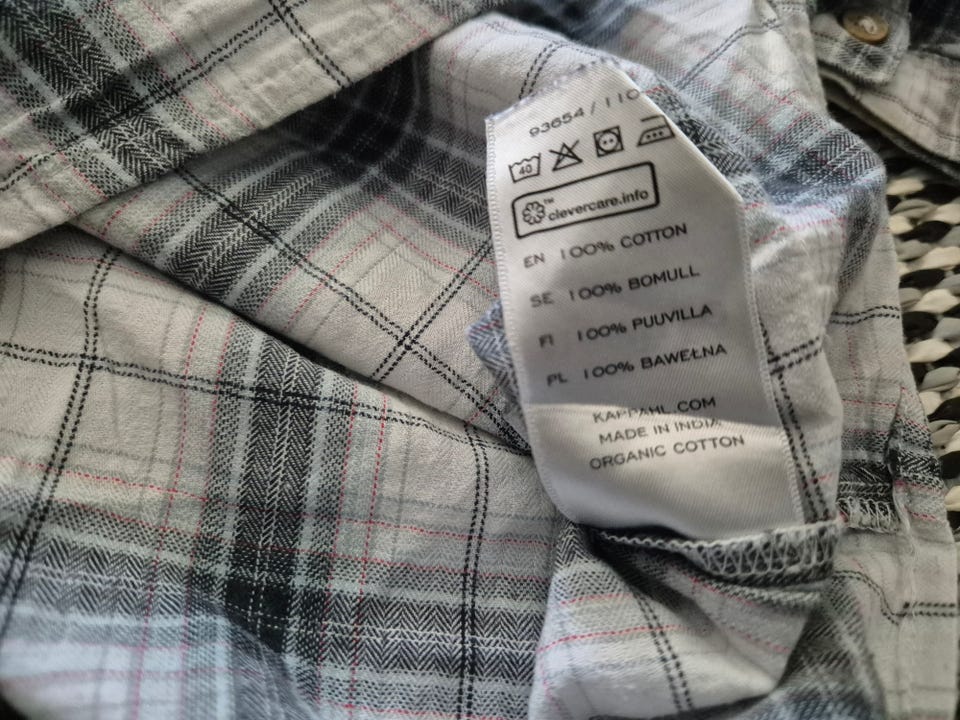 93654 / 110
40
clevercare.info™
EN 100% COTTON
SE 100% BOMULL
FI 100% PUUVILLA
PL 100% BAWEŁNA
KAPPAHL.COM
MADE IN INDIA
ORGANIC COTTON